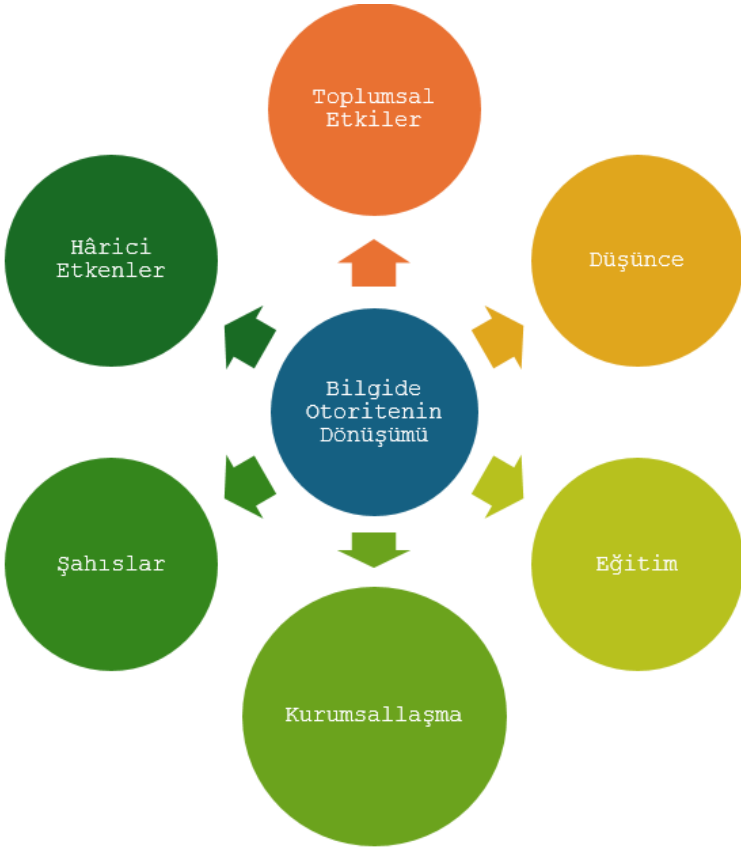 Toplumsal
Etkiler
Hârici
Etkenler
Düşünce
Bilgide
Otoritenin
Dönüşümü
Şahıslar
Eğitim
Kurumsallaşma